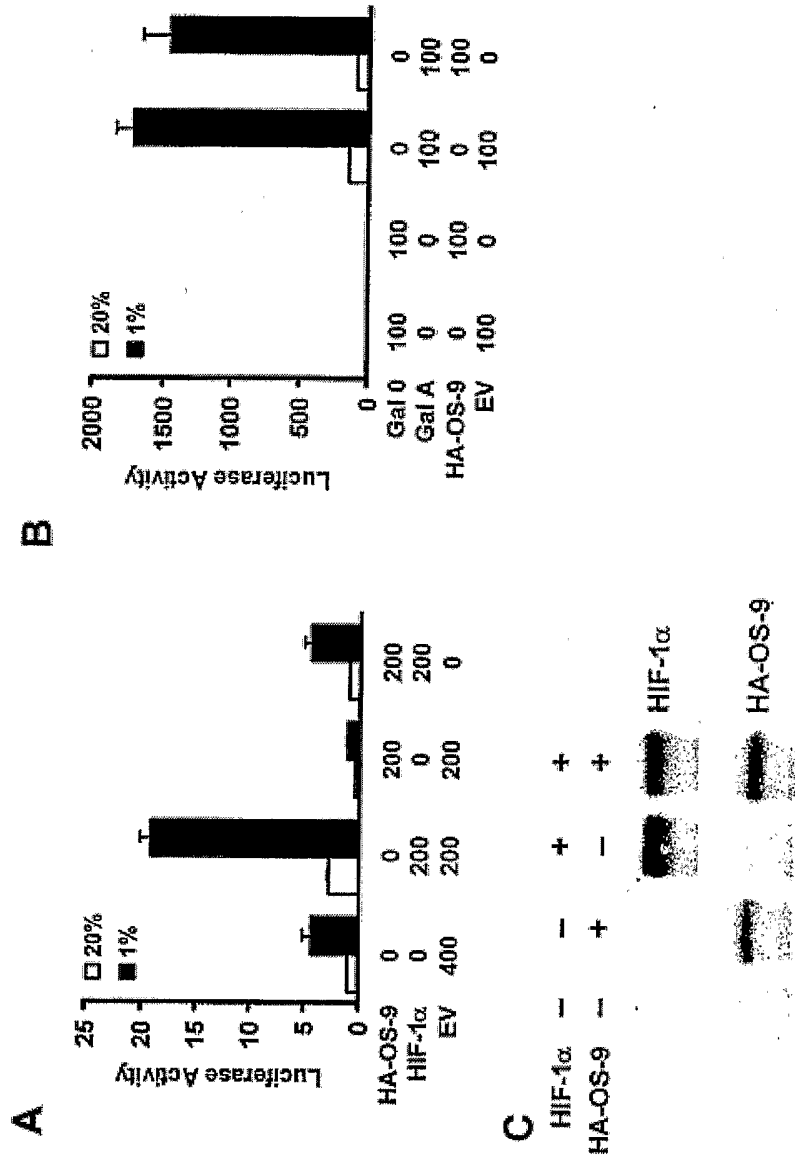 A
25
20
15
10
5
0
Luciferase Activity
20%
1%
HA-OS-9 0 0 200 200
HIF-1α 0 200 0 200
EV 400 200 200 0
B
2000
1500
1000
500
0
Luciferase Activity
20%
1%
Gal 0 100 100 0 0
Gal A 0 0 100 100
HA-OS-9 0 100 0 100
EV 100 0 100 0
C
HIF-1α – – + +
HA-OS-9 – + – +
HIF-1α
HA-OS-9